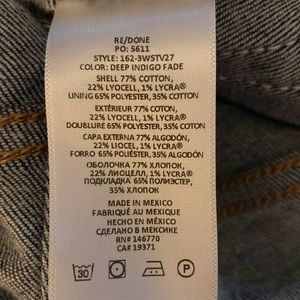 RE/DONE
PO: 5611
STYLE: 162-3WSTV27
COLOR: DEEP INDIGO FADE
SHELL 77% COTTON,
22% LYOCELL, 1% LYCRA®
LINING 65% POLYESTER, 35% COTTON
EXTÉRIEUR 77% COTON,
22% LYOCELL, 1% LYCRA®
DOUBLURE 65% POLYESTER, 35% COTON
CAPA EXTERNA 77% ALGODÓN,
22% LIOCEL, 1% LYCRA®
FORRO 65% POLIÉSTER, 35% ALGODÓN
ОБОЛОЧКА 77% ХЛОПОК,
22% ЛИОЦЕЛЛ, 1% LYCRA®
ПОДКЛАДКА 65% ПОЛИЭСТЕР,
35% ХЛОПОК
MADE IN MEXICO
FABRIQUÉ AU MEXIQUE
HECHO EN MÉXICO
СДЕЛАНО В МЕКСИКЕ
RN# 146770
CA# 19371
30 P